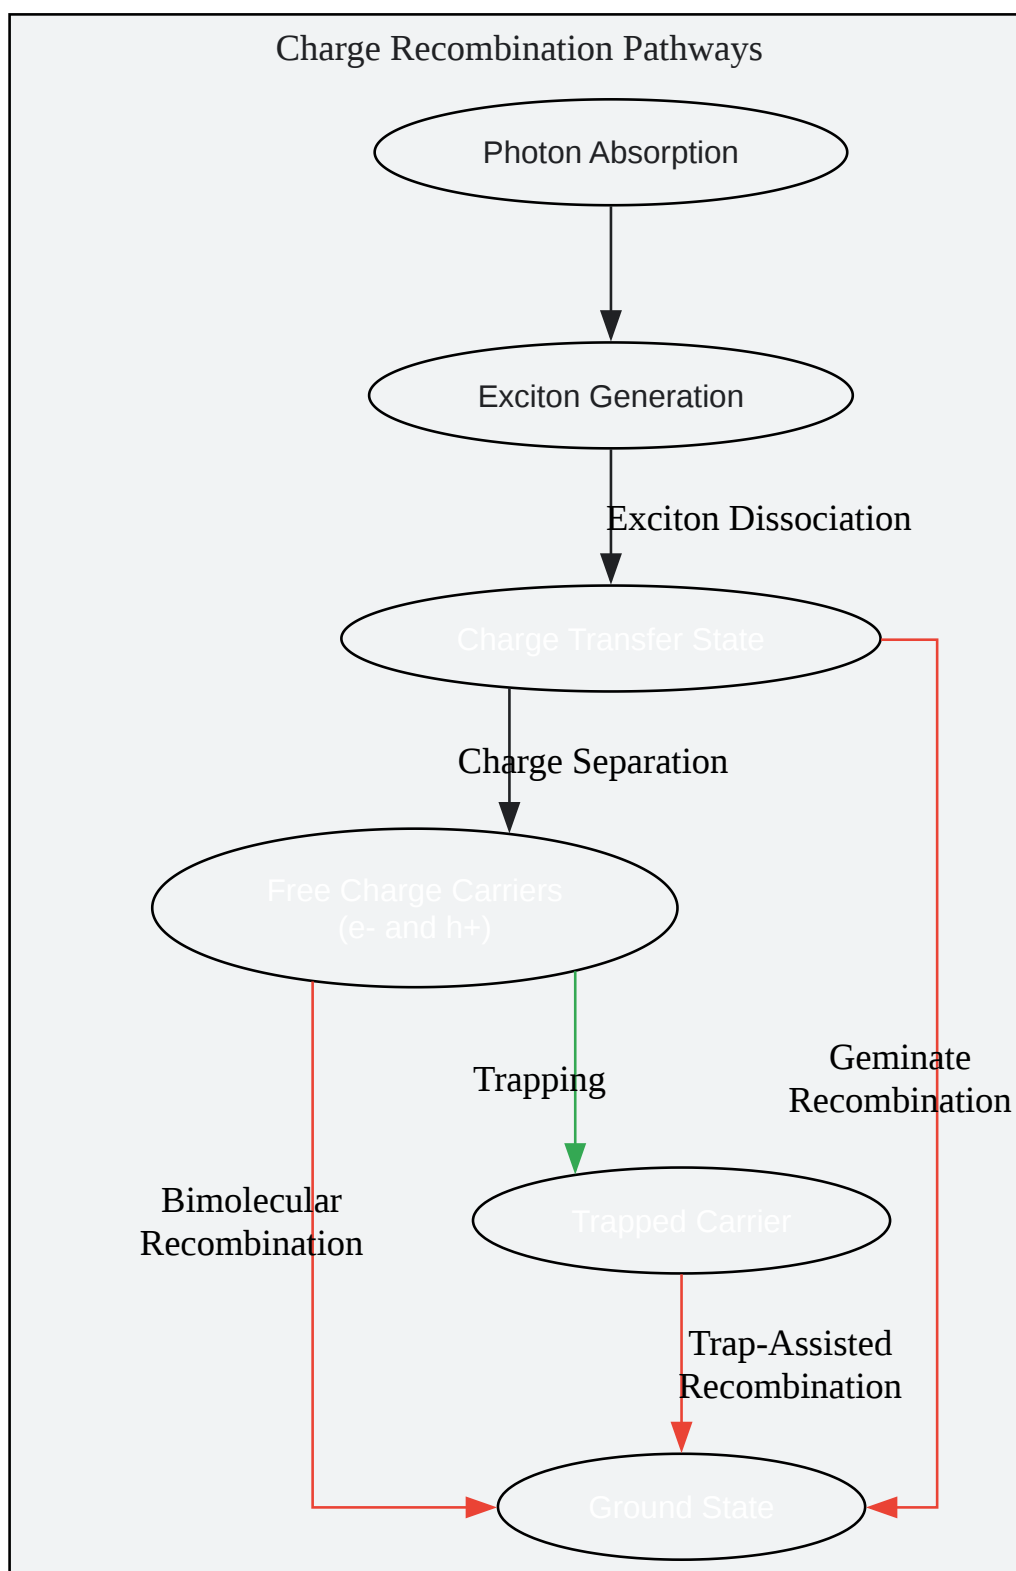 Charge Recombination Pathways
Photon Absorption
Exciton Generation
Exciton Dissociation
Charge Transfer State
Charge Separation
Free Charge Carriers
(e- and h+)
Geminate
Recombination
Trapping
Bimolecular
Recombination
Trapped Carrier
Trap-Assisted
Recombination
Ground State